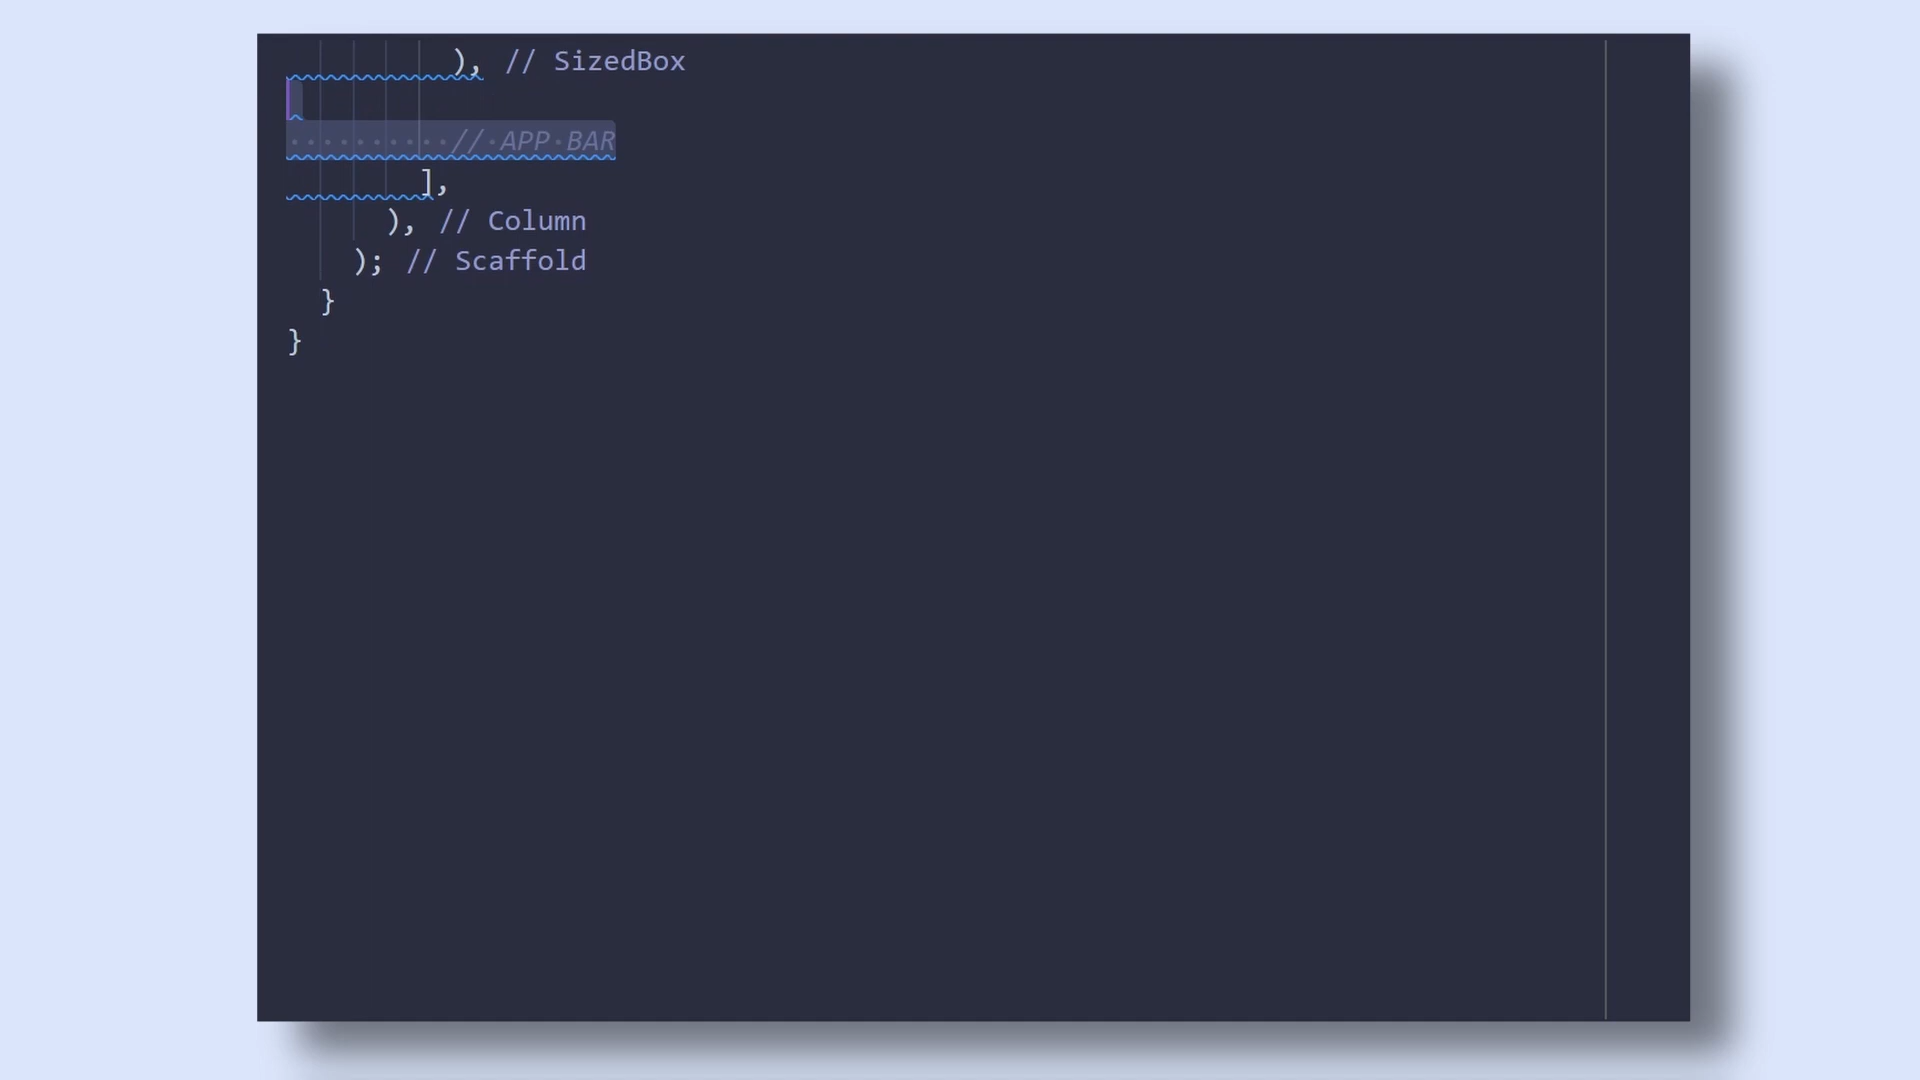 ), // SizedBox
// APP BAR
],
), // Column
); // Scaffold
}
}